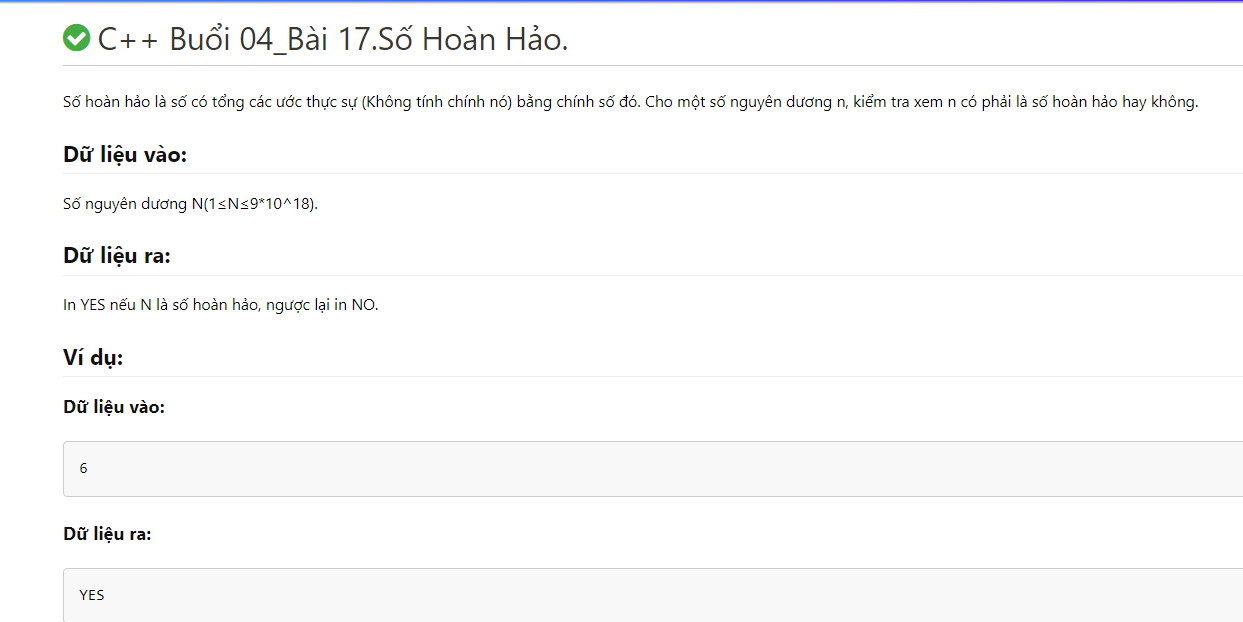 C++ Buổi 04_Bài 17.Số Hoàn Hảo.
Số hoàn hảo là số có tổng các ước thực sự (Không tính chính nó) bằng chính số đó. Cho một số nguyên dương n, kiểm tra xem n có phải là số hoàn hảo hay không.
Dữ liệu vào:
Số nguyên dương N(1≤N≤9*10^18).
Dữ liệu ra:
In YES nếu N là số hoàn hảo, ngược lại in NO.
Ví dụ:
Dữ liệu vào:
6
Dữ liệu ra:
YES